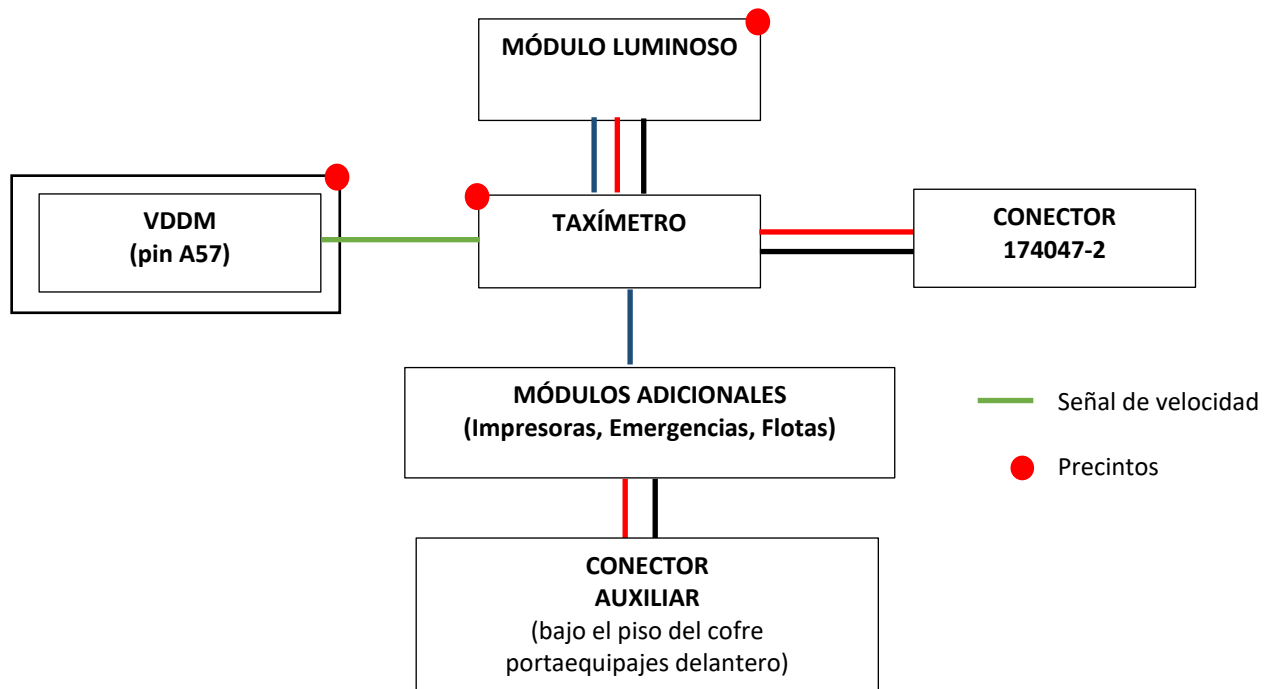 MÓDULO LUMINOSO
VDDM
(pin A57)
TAXÍMETRO
CONECTOR
174047-2
MÓDULOS ADICIONALES
(Impresoras, Emergencias, Flotas)
Señal de velocidad
Precintos
CONECTOR
AUXILIAR
(bajo el piso del cofre
portaequipajes delantero)